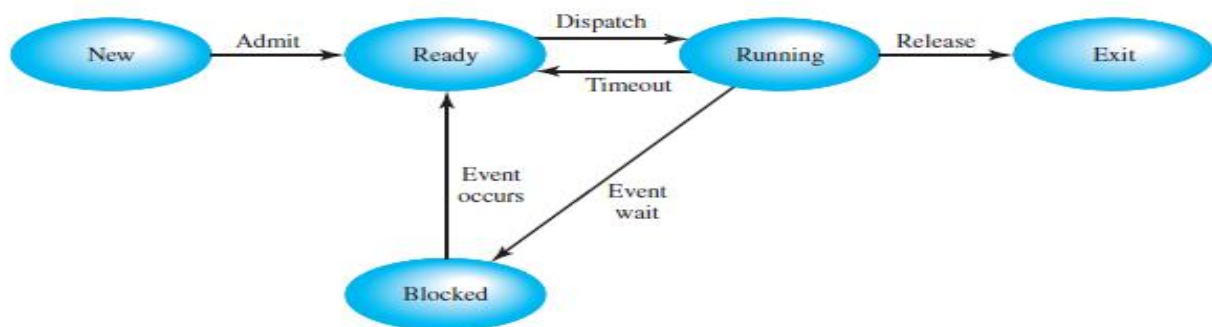 Dispatch
New
Admit
Ready
Running
Release
Exit
Timeout
Event
occurs
Event
wait
Blocked